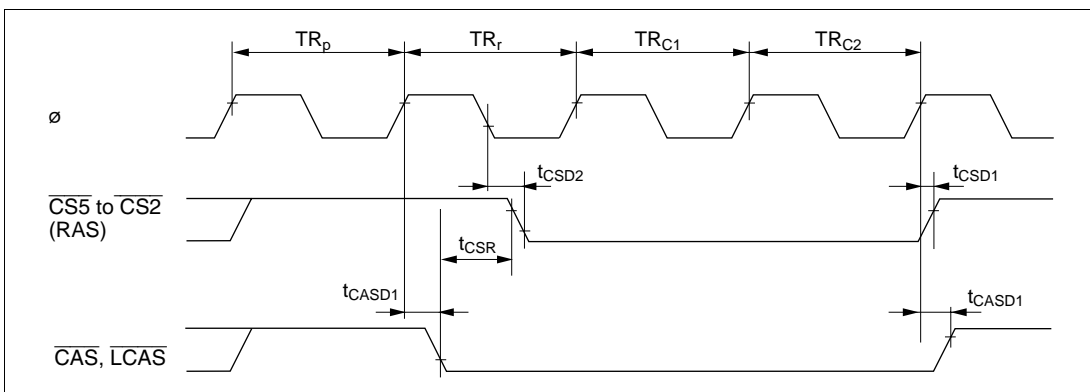 TRp TRr TRC1 TRC2
ø
tCSD2 tCSD1
CS5 to CS2
(RAS)
tCSR
tCASD1 tCASD1
CAS, LCAS